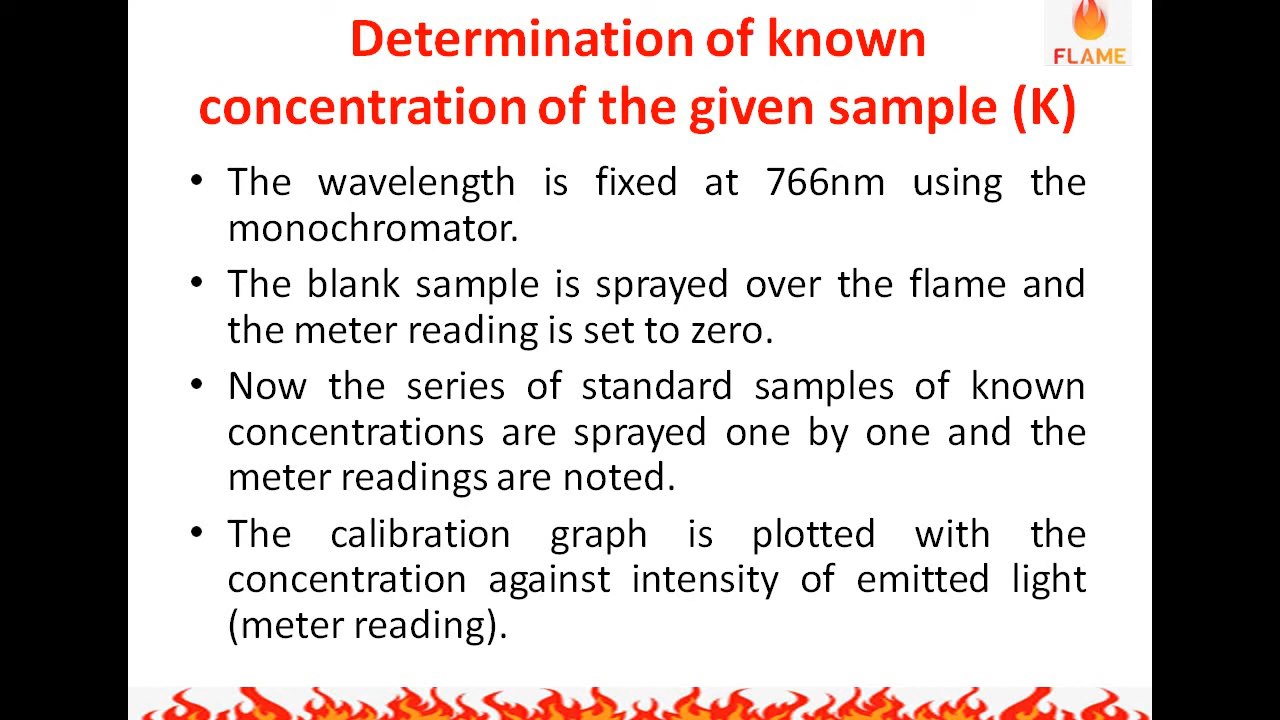 Determination of known
concentration of the given sample (K)
FLAME
• The wavelength is fixed at 766nm using the
monochromator.
• The blank sample is sprayed over the flame and
the meter reading is set to zero.
• Now the series of standard samples of known
concentrations are sprayed one by one and the
meter readings are noted.
• The calibration graph is plotted with the
concentration against intensity of emitted light
(meter reading).